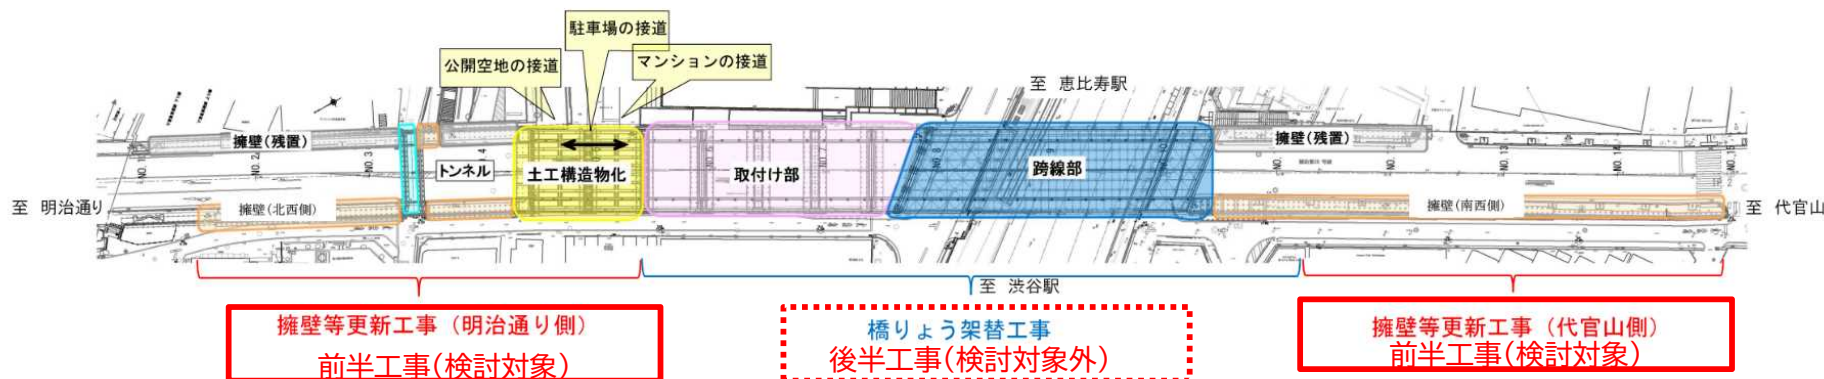 駐車場の接道
公開空地の接道
マンションの接道
至 恵比寿駅
擁壁(残置)
擁壁(残置)
トンネル
土工構造物化
取付け部
跨線部
至 明治通り
擁壁(北西側)
擁壁(南西側)
至 代官山
至 渋谷駅
擁壁等更新工事(明治通り側)
前半工事(検討対象)
橋りょう架替工事
後半工事(検討対象外)
擁壁等更新工事(代官山側)
前半工事(検討対象)